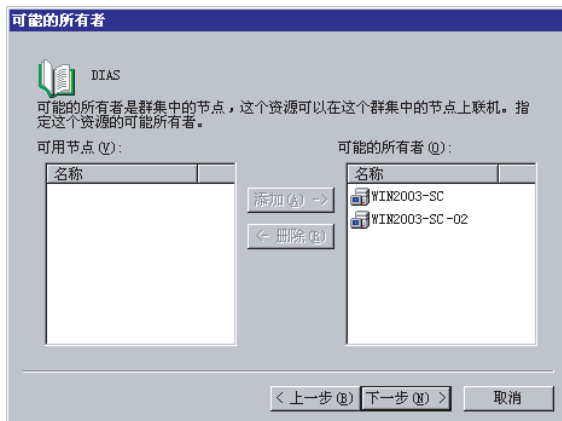 可能的所有者
DIAS
可能的所有者是群集中的节点，这个资源可以在这个群集中的节点上联机。指
定这个资源的可能所有者。
可用节点(V):
可能的所有者(O):
名称
名称
添加(A) ->
WIN2003-SC
<- 删除(R)
WIN2003-SC-02
< 上一步(B) 下一步(N) > 取消